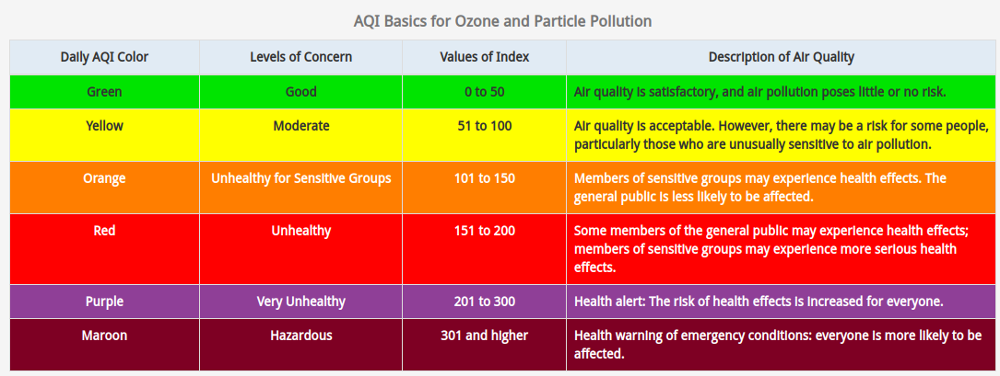 AQI Basics for Ozone and Particle Pollution
Daily AQI Color Levels of Concern Values of Index Description of Air Quality
Green Good 0 to 50 Air quality is satisfactory, and air pollution poses little or no risk.
Yellow Moderate 51 to 100 Air quality is acceptable. However, there may be a risk for some people,
particularly those who are unusually sensitive to air pollution.
Orange Unhealthy for Sensitive Groups 101 to 150 Members of sensitive groups may experience health effects. The
general public is less likely to be affected.
Red Unhealthy 151 to 200 Some members of the general public may experience health effects;
members of sensitive groups may experience more serious health
effects.
Purple Very Unhealthy 201 to 300 Health alert: The risk of health effects is increased for everyone.
Maroon Hazardous 301 and higher Health warning of emergency conditions: everyone is more likely to be
affected.